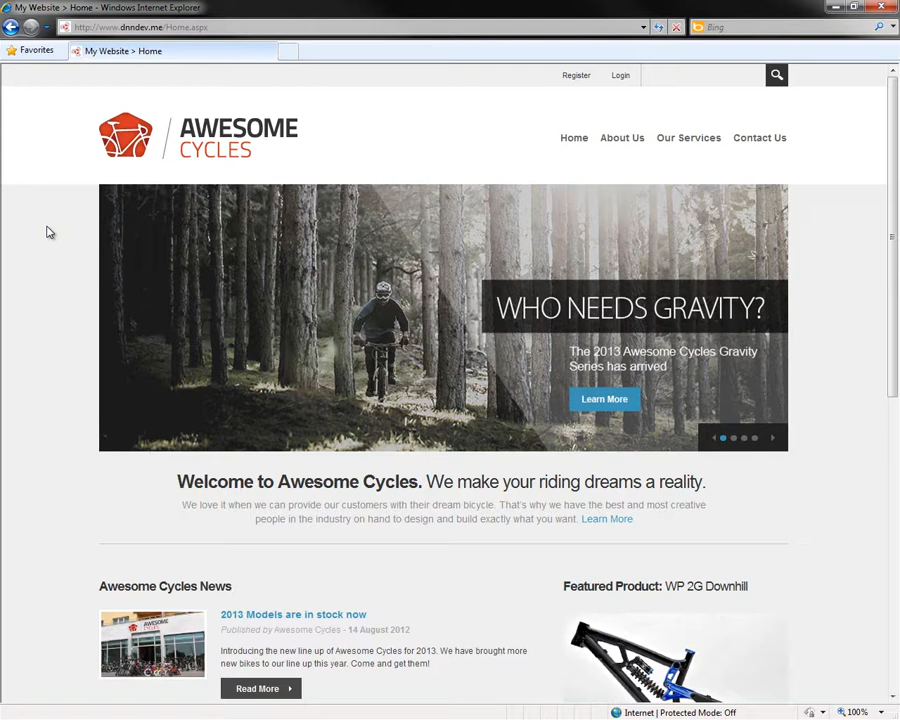 My Website > Home - Windows Internet Explorer
http://www.dnndev.me/Home.aspx
Bing
Favorites
My Website > Home
Register Login
AWESOME
CYCLES
Home About Us Our Services Contact Us
WHO NEEDS GRAVITY?
The 2013 Awesome Cycles Gravity
Series has arrived
Learn More
Welcome to Awesome Cycles. We make your riding dreams a reality.
We love it when we can provide our customers with their dream bicycle. That's why we have the best and most creative
people in the industry on hand to design and build exactly what you want. Learn More
Awesome Cycles News
Featured Product: WP 2G Downhill
AWESOME
CYCLES
2013 Models are in stock now
Published by Awesome Cycles - 14 August 2012
Introducing the new line up of Awesome Cycles for 2013. We have brought more
new bikes to our line up this year. Come and get them!
Read More
Internet | Protected Mode: Off
100%